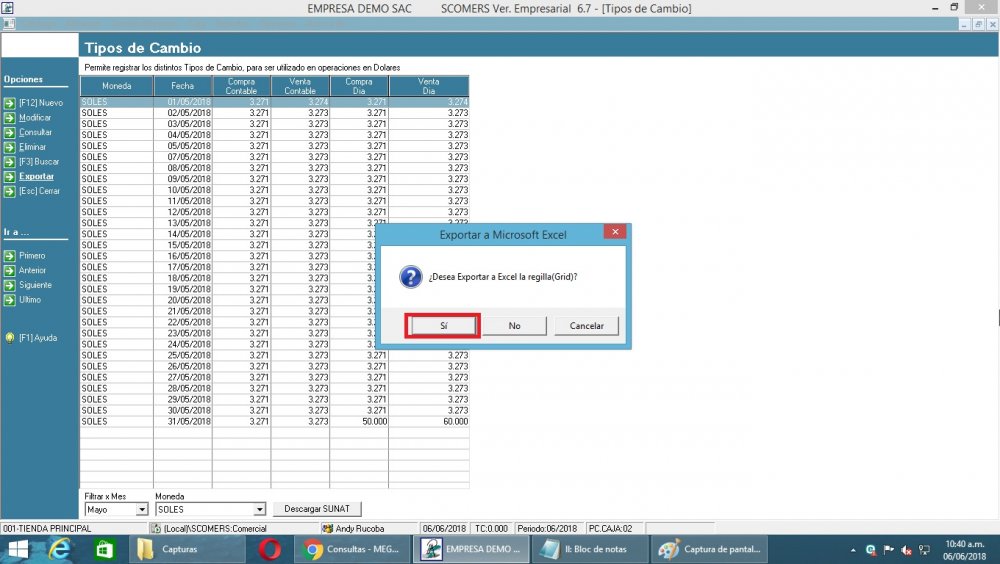 EMPRESA DEMO SAC SCOMERS Ver. Empresarial 6.7 - [Tipos de Cambio]
Tipos de Cambio
Permite registrar los distintos Tipos de Cambio, para ser utilizado en operaciones en Dolares
Opciones
[F12] Nuevo
Modificar
Consultar
Eliminar
[F3] Buscar
Exportar
[Esc] Cerrar
Ir a ...
Primero
Anterior
Siguiente
Ultimo
[F1] Ayuda
Moneda Fecha Compra Contable Venta Contable Compra Dia Venta Dia
SOLES 01/05/2018 3.271 3.274 3.271 3.274
SOLES 02/05/2018 3.271 3.273 3.271 3.273
SOLES 03/05/2018 3.271 3.273 3.271 3.273
SOLES 04/05/2018 3.271 3.273 3.271 3.273
SOLES 05/05/2018 3.271 3.273 3.271 3.273
SOLES 06/05/2018 3.271 3.273 3.271 3.273
SOLES 07/05/2018 3.271 3.273 3.271 3.273
SOLES 08/05/2018 3.271 3.273 3.271 3.273
SOLES 09/05/2018 3.271 3.273 3.271 3.273
SOLES 10/05/2018 3.271 3.273 3.271 3.273
SOLES 11/05/2018 3.271 3.273 3.271 3.273
SOLES 12/05/2018 3.271 3.273 3.271 3.273
SOLES 13/05/2018 3.271 3.273 3.271 3.273
SOLES 14/05/2018 3.271 3.273
SOLES 15/05/2018 3.271 3.273
SOLES 16/05/2018 3.271 3.273
SOLES 17/05/2018 3.271 3.273
SOLES 18/05/2018 3.271 3.273
SOLES 19/05/2018 3.271 3.273
SOLES 20/05/2018 3.271 3.273
SOLES 21/05/2018 3.271 3.273
SOLES 22/05/2018 3.271 3.273
SOLES 23/05/2018 3.271 3.273
SOLES 24/05/2018 3.271 3.273
SOLES 25/05/2018 3.271 3.273 3.271 3.273
SOLES 26/05/2018 3.271 3.273 3.271 3.273
SOLES 27/05/2018 3.271 3.273 3.271 3.273
SOLES 28/05/2018 3.271 3.273 3.271 3.273
SOLES 29/05/2018 3.271 3.273 3.271 3.273
SOLES 30/05/2018 3.271 3.273 3.271 3.273
SOLES 31/05/2018 3.271 3.273 50.000 60.000
Exportar a Microsoft Excel
¿Desea Exportar a Excel la regilla(Grid)?
Sí No Cancelar
Filtrar x Mes Moneda
Mayo SOLES Descargar SUNAT
001-TIENDA PRINCIPAL (Local)\SCOMERS:Comercial Andy Rucoba 06/06/2018 TC:0.000 Periodo:06/2018 PC.CAJA:02
Capturas Consultas - MEG... EMPRESA DEMO ... II: Bloc de notas Captura de pantal...
10:40 a.m.
06/06/2018